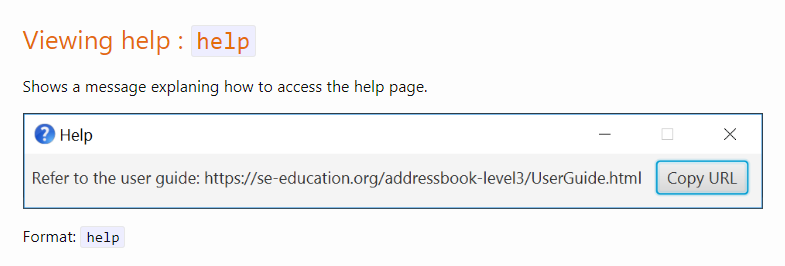 Viewing help : help
Shows a message explaning how to access the help page.
Help
Refer to the user guide: https://se-education.org/addressbook-level3/UserGuide.html Copy URL
Format: help